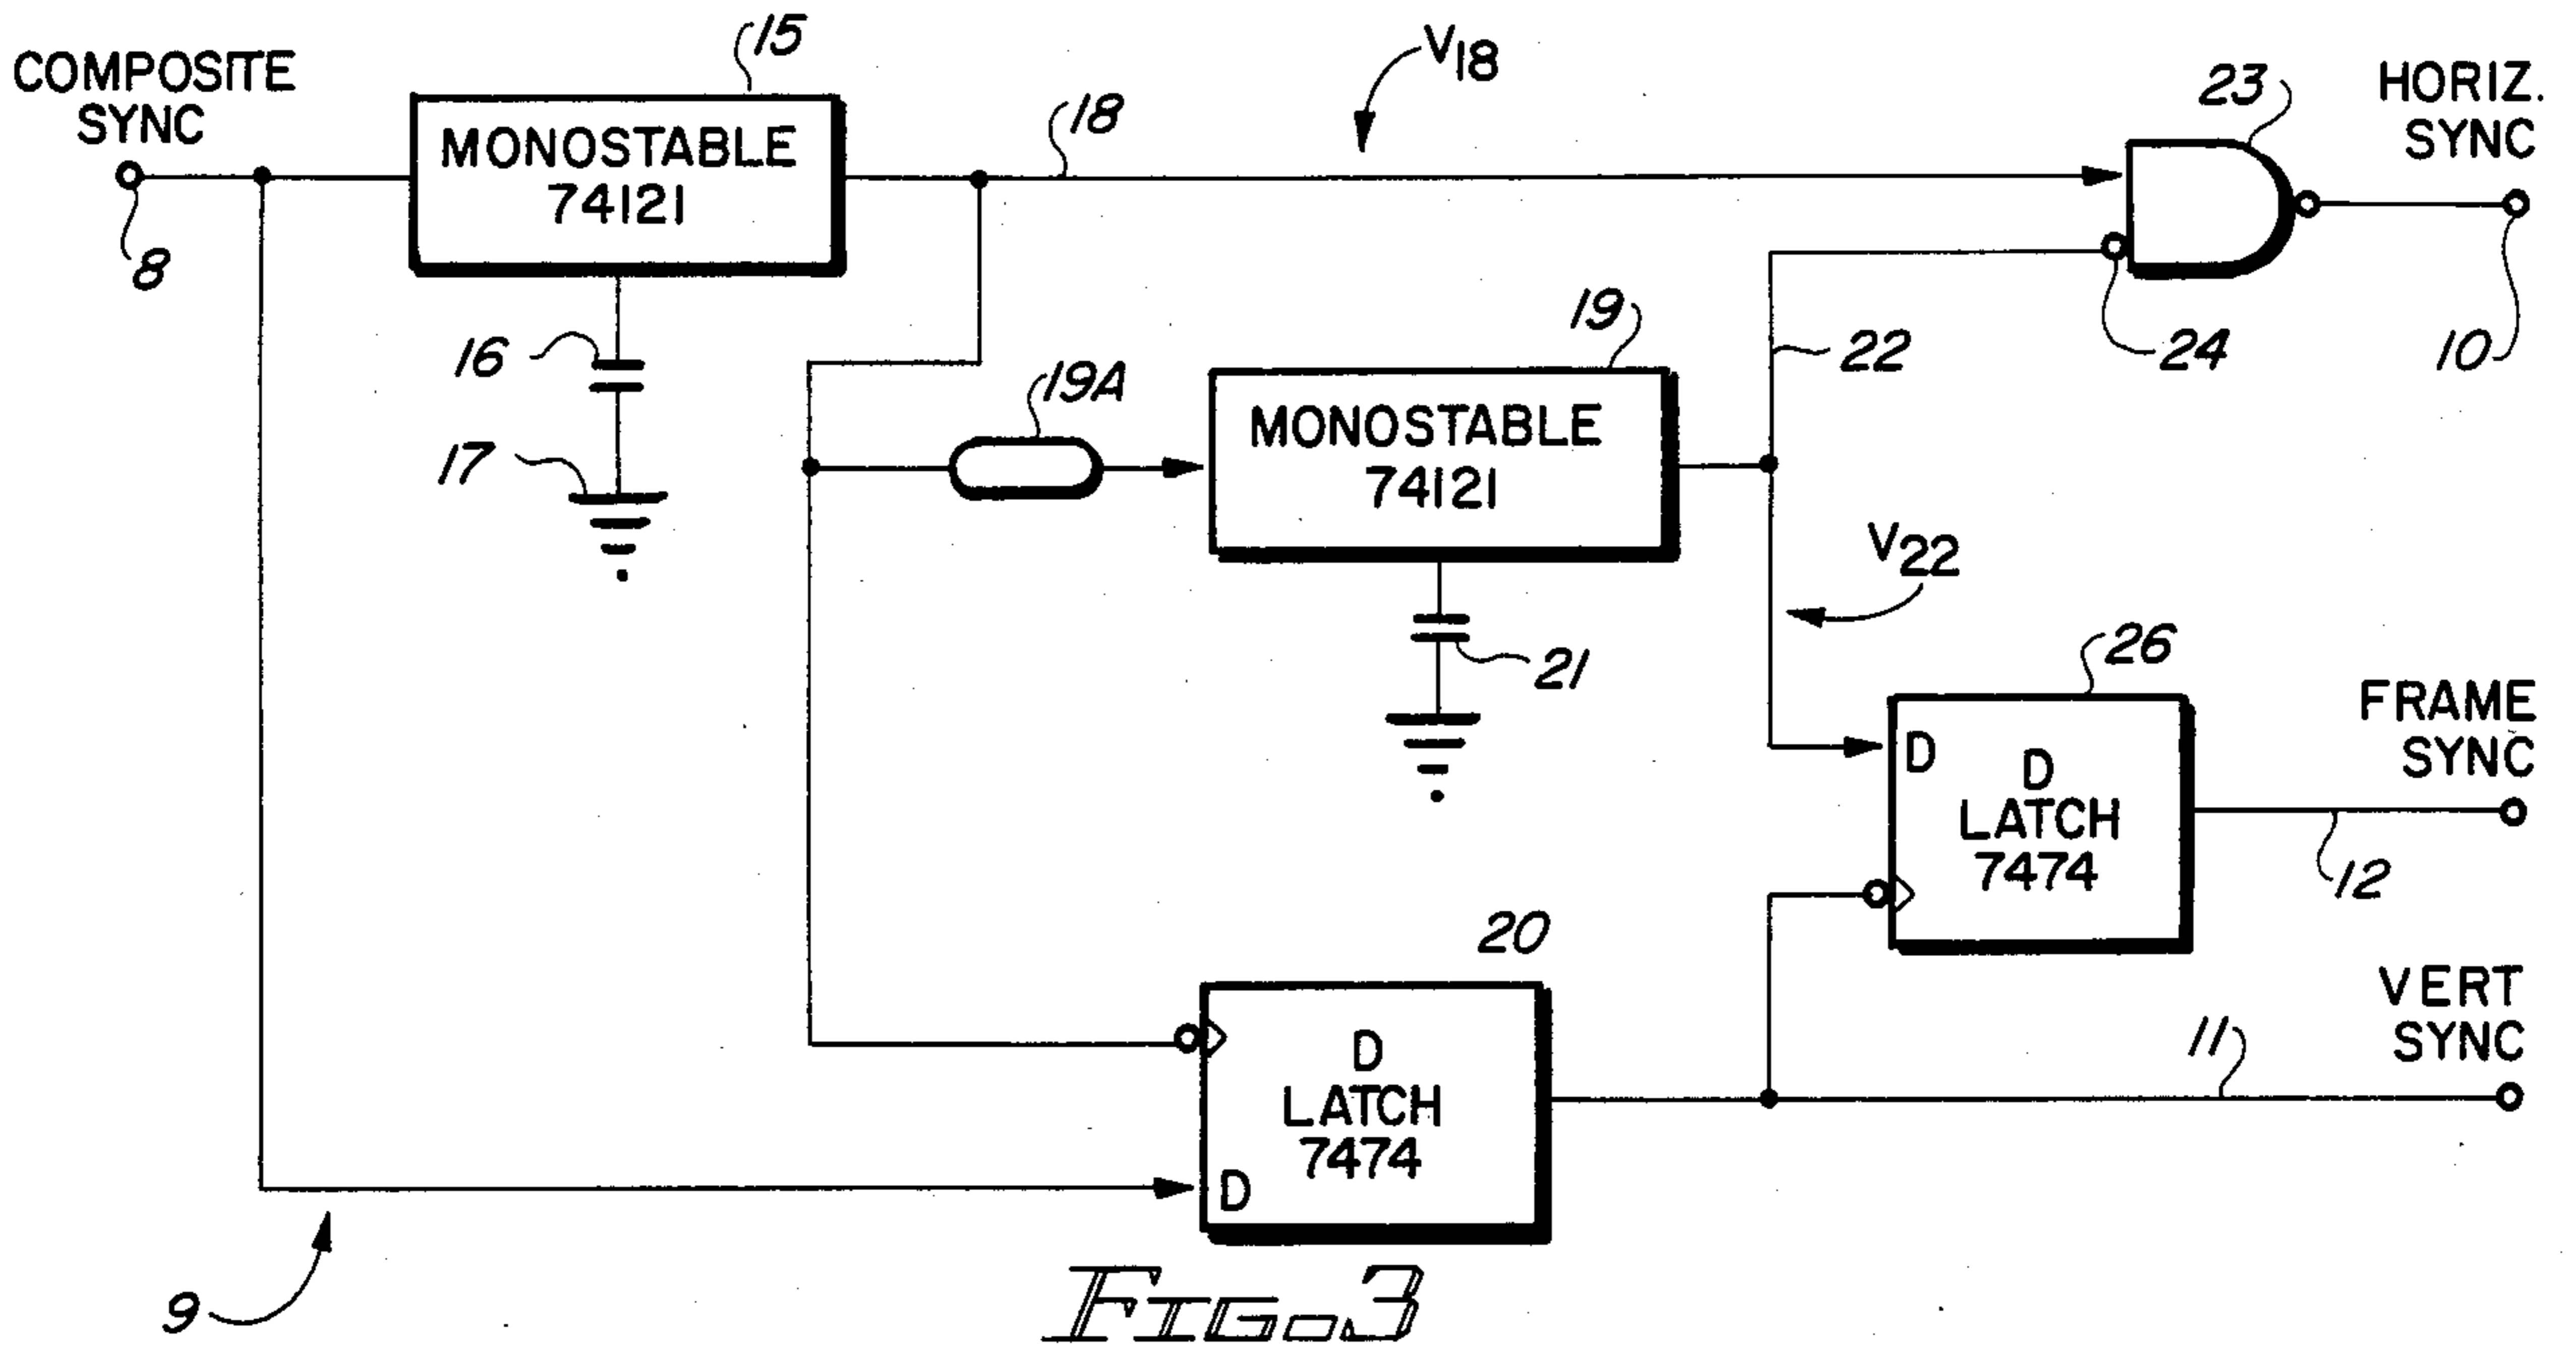 COMPOSITE
SYNC
8
15
MONOSTABLE
74121
16
17
18
V18
23
HORIZ.
SYNC
24
10
19A
19
MONOSTABLE
74121
21
22
V22
26
D
D
LATCH
7474
FRAME
SYNC
12
20
D
LATCH
7474
D
VERT
SYNC
11
9
FIG. 3